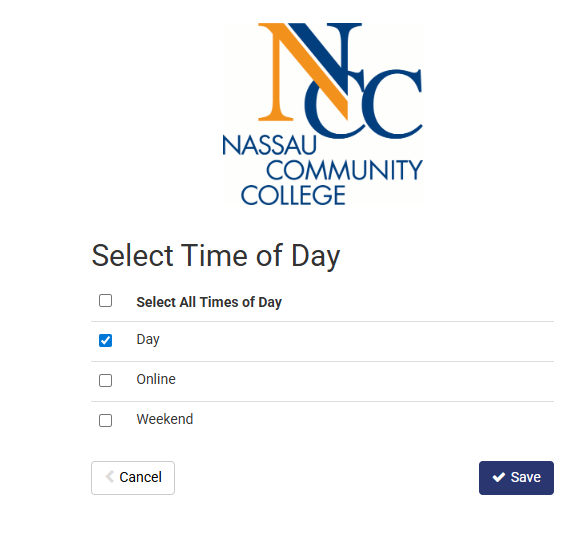 NCC
NASSAU
COMMUNITY
COLLEGE
Select Time of Day
Select All Times of Day
Day
Online
Weekend
Cancel
Save